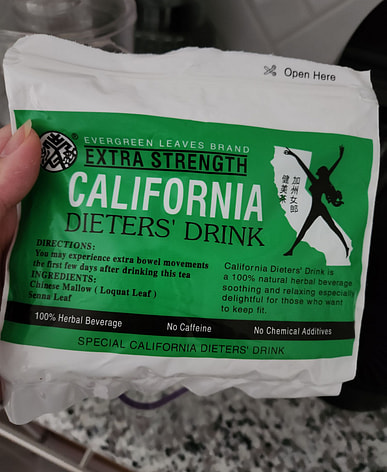 Open Here
EVERGREEN LEAVES BRAND
EXTRA STRENGTH
CALIFORNIA
DIETERS' DRINK
加州女郎
健美茶
DIRECTIONS:
You may experience extra bowel movements
the first few days after drinking this tea
INGREDIENTS:
Chinese Mallow ( Loquat Leaf )
Senna Leaf
California Dieters' Drink is
a 100% natural herbal beverage
soothing and relaxing especially
delightful for those who want
to keep fit.
100% Herbal Beverage No Caffeine No Chemical Additives
SPECIAL CALIFORNIA DIETERS' DRINK